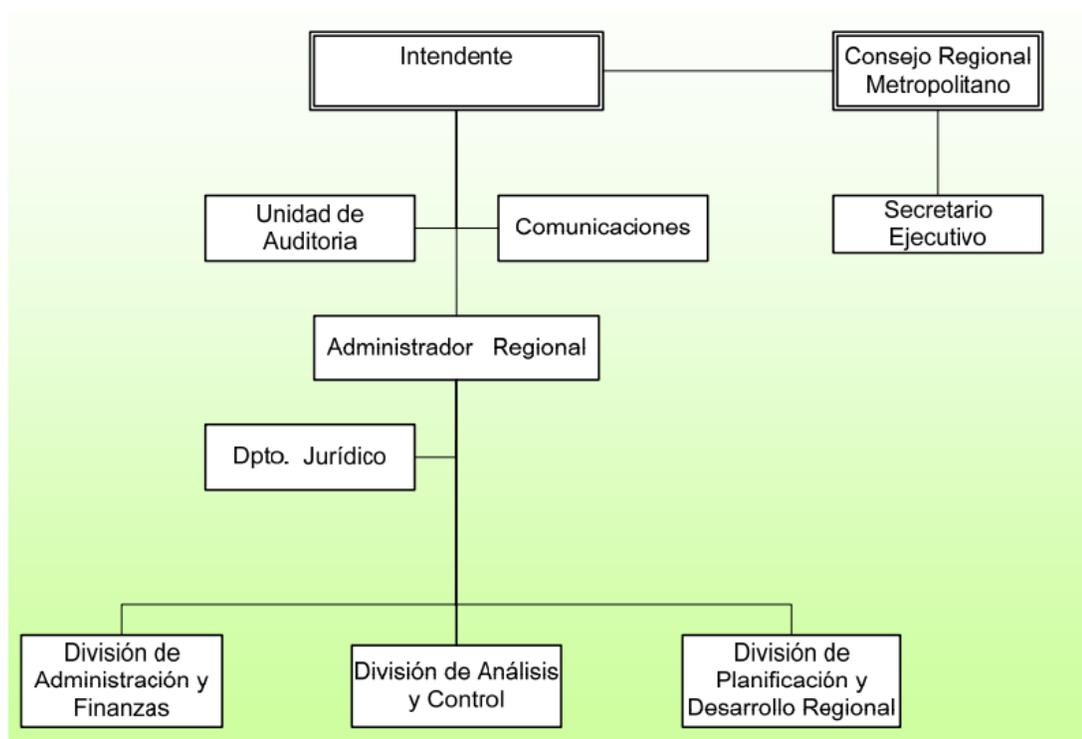 Intendente
Consejo Regional
Metropolitano
Unidad de
Auditoria
Comunicaciones
Secretario
Ejecutivo
Administrador Regional
Dpto. Jurídico
División de
Administración y
Finanzas
División de Análisis
y Control
División de
Planificación y
Desarrollo Regional